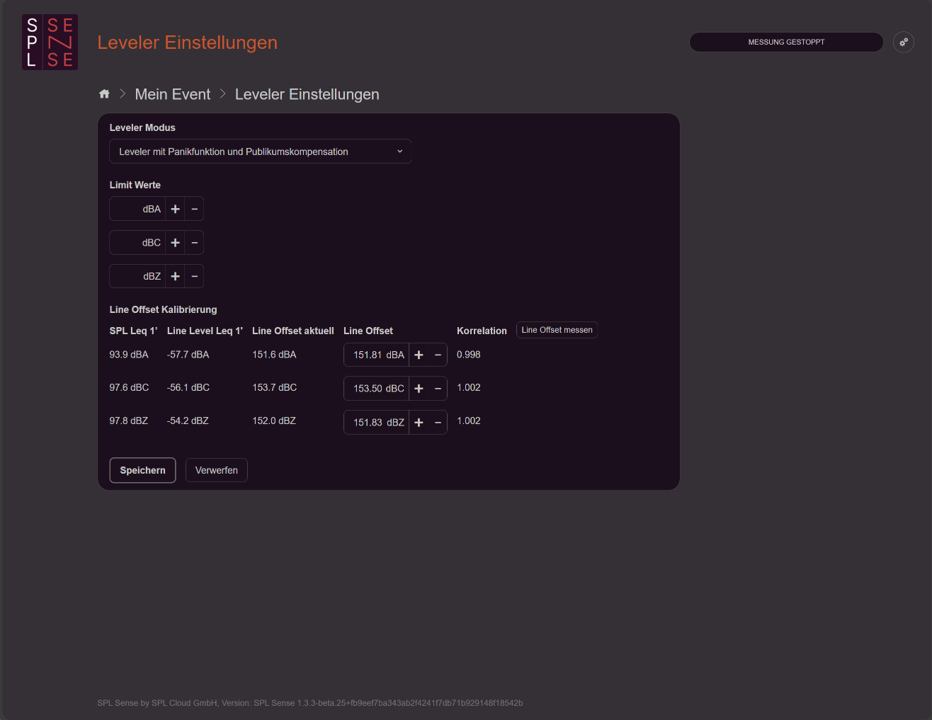 SPL SENSE
Leveler Einstellungen
MESSUNG GESTOPPT
Mein Event Leveler Einstellungen
Leveler Modus
Leveler mit Panikfunktion und Publikumskompensation
Limit Werte
dBA + −
dBC + −
dBZ + −
Line Offset Kalibrierung
SPL Leq 1' Line Level Leq 1' Line Offset aktuell Line Offset Korrelation Line Offset messen
93.9 dBA -57.7 dBA 151.6 dBA 151.81 dBA + − 0.998
97.6 dBC -56.1 dBC 153.7 dBC 153.50 dBC + − 1.002
97.8 dBZ -54.2 dBZ 152.0 dBZ 151.83 dBZ + − 1.002
Speichern Verwerfen
SPL Sense by SPL Cloud GmbH, Version: SPL Sense 1.3.3-beta.25+fb9eef7ba343ab2f4241f7db71b929148f18542b